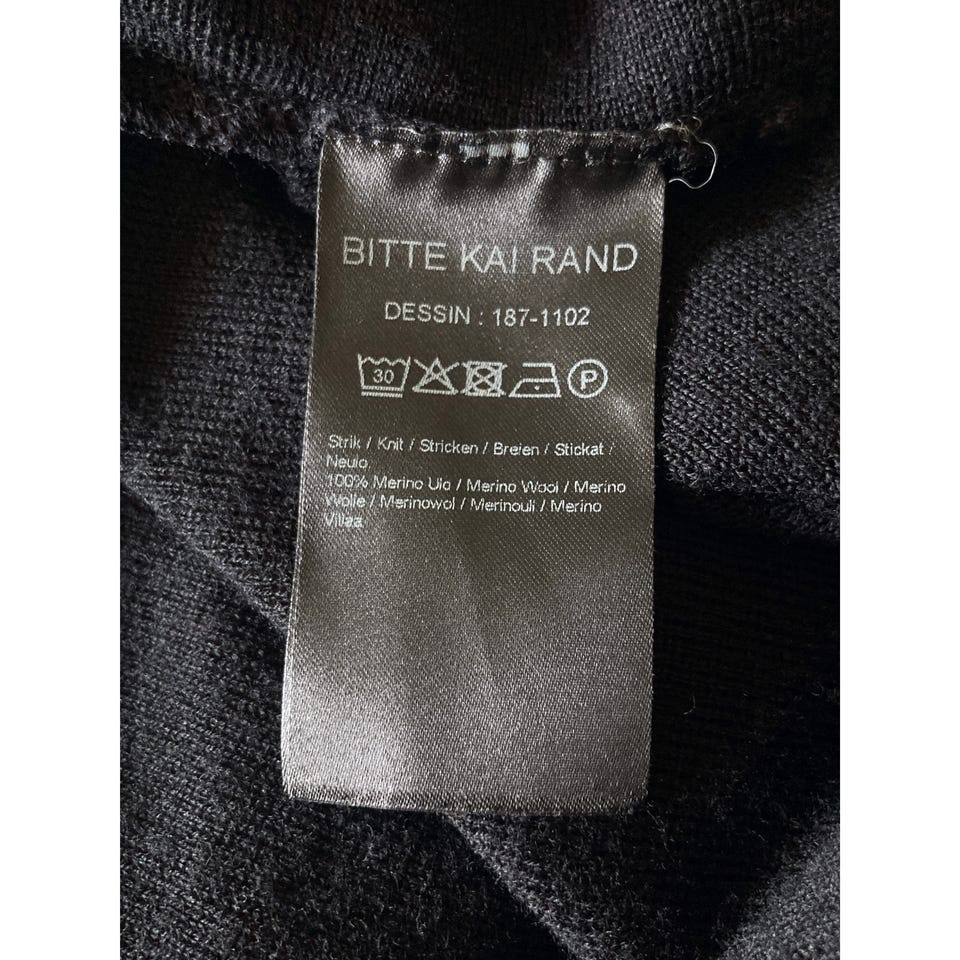 BITTE KAI RAND
DESSIN : 187-1102
30 P
Strik / Knit / Stricken / Breien / Stickat /
Neulo
100% Merino Uld / Merino Wool / Merino
Wolle / Merinowol / Merinoull / Merino
Villaa